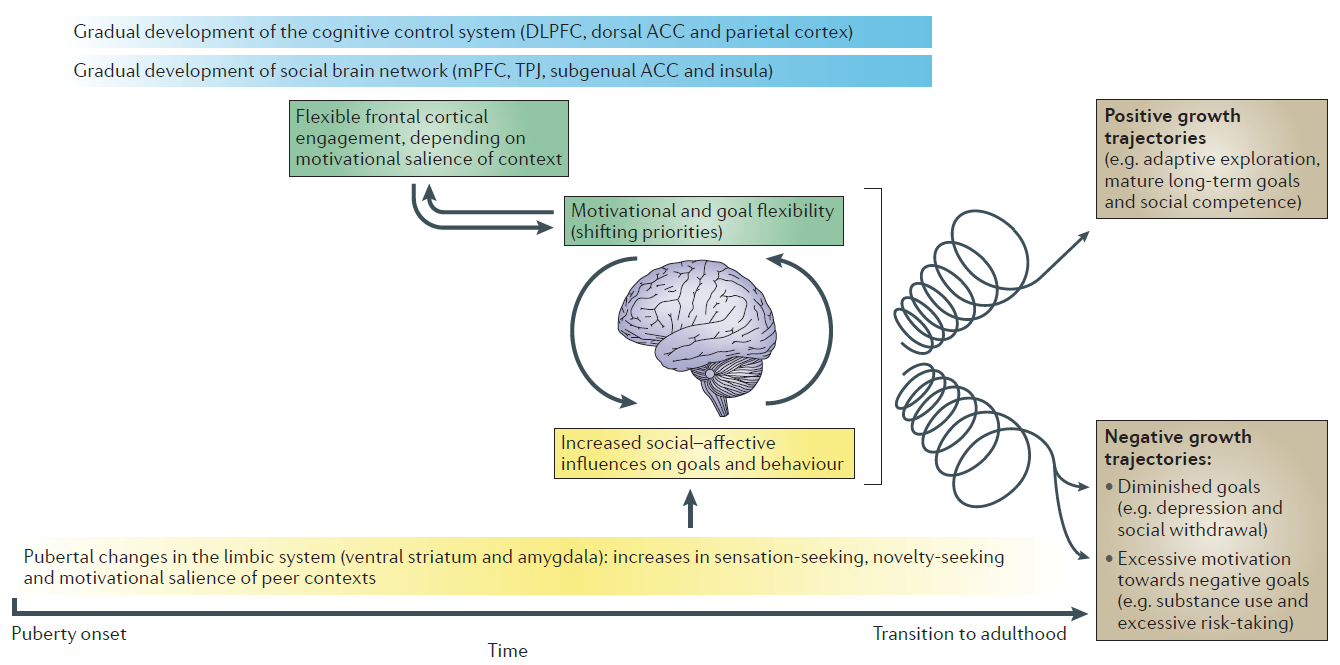 Gradual development of the cognitive control system (DLPFC, dorsal ACC and parietal cortex)
Gradual development of social brain network (mPFC, TPJ, subgenual ACC and insula)
Flexible frontal cortical
engagement, depending on
motivational salience of context
Motivational and goal flexibility
(shifting priorities)
Increased social–affective
influences on goals and behaviour
Positive growth
trajectories
(e.g. adaptive exploration,
mature long-term goals
and social competence)
Negative growth
trajectories:
• Diminished goals
(e.g. depression and
social withdrawal)
• Excessive motivation
towards negative goals
(e.g. substance use and
excessive risk-taking)
Pubertal changes in the limbic system (ventral striatum and amygdala): increases in sensation-seeking, novelty-seeking
and motivational salience of peer contexts
Puberty onset
Time
Transition to adulthood